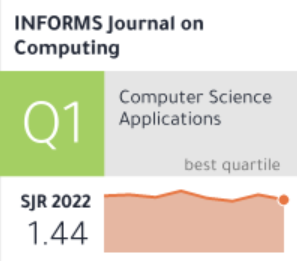 INFORMS Journal on
Computing
Q1
Computer Science
Applications
best quartile
SJR 2022
1.44